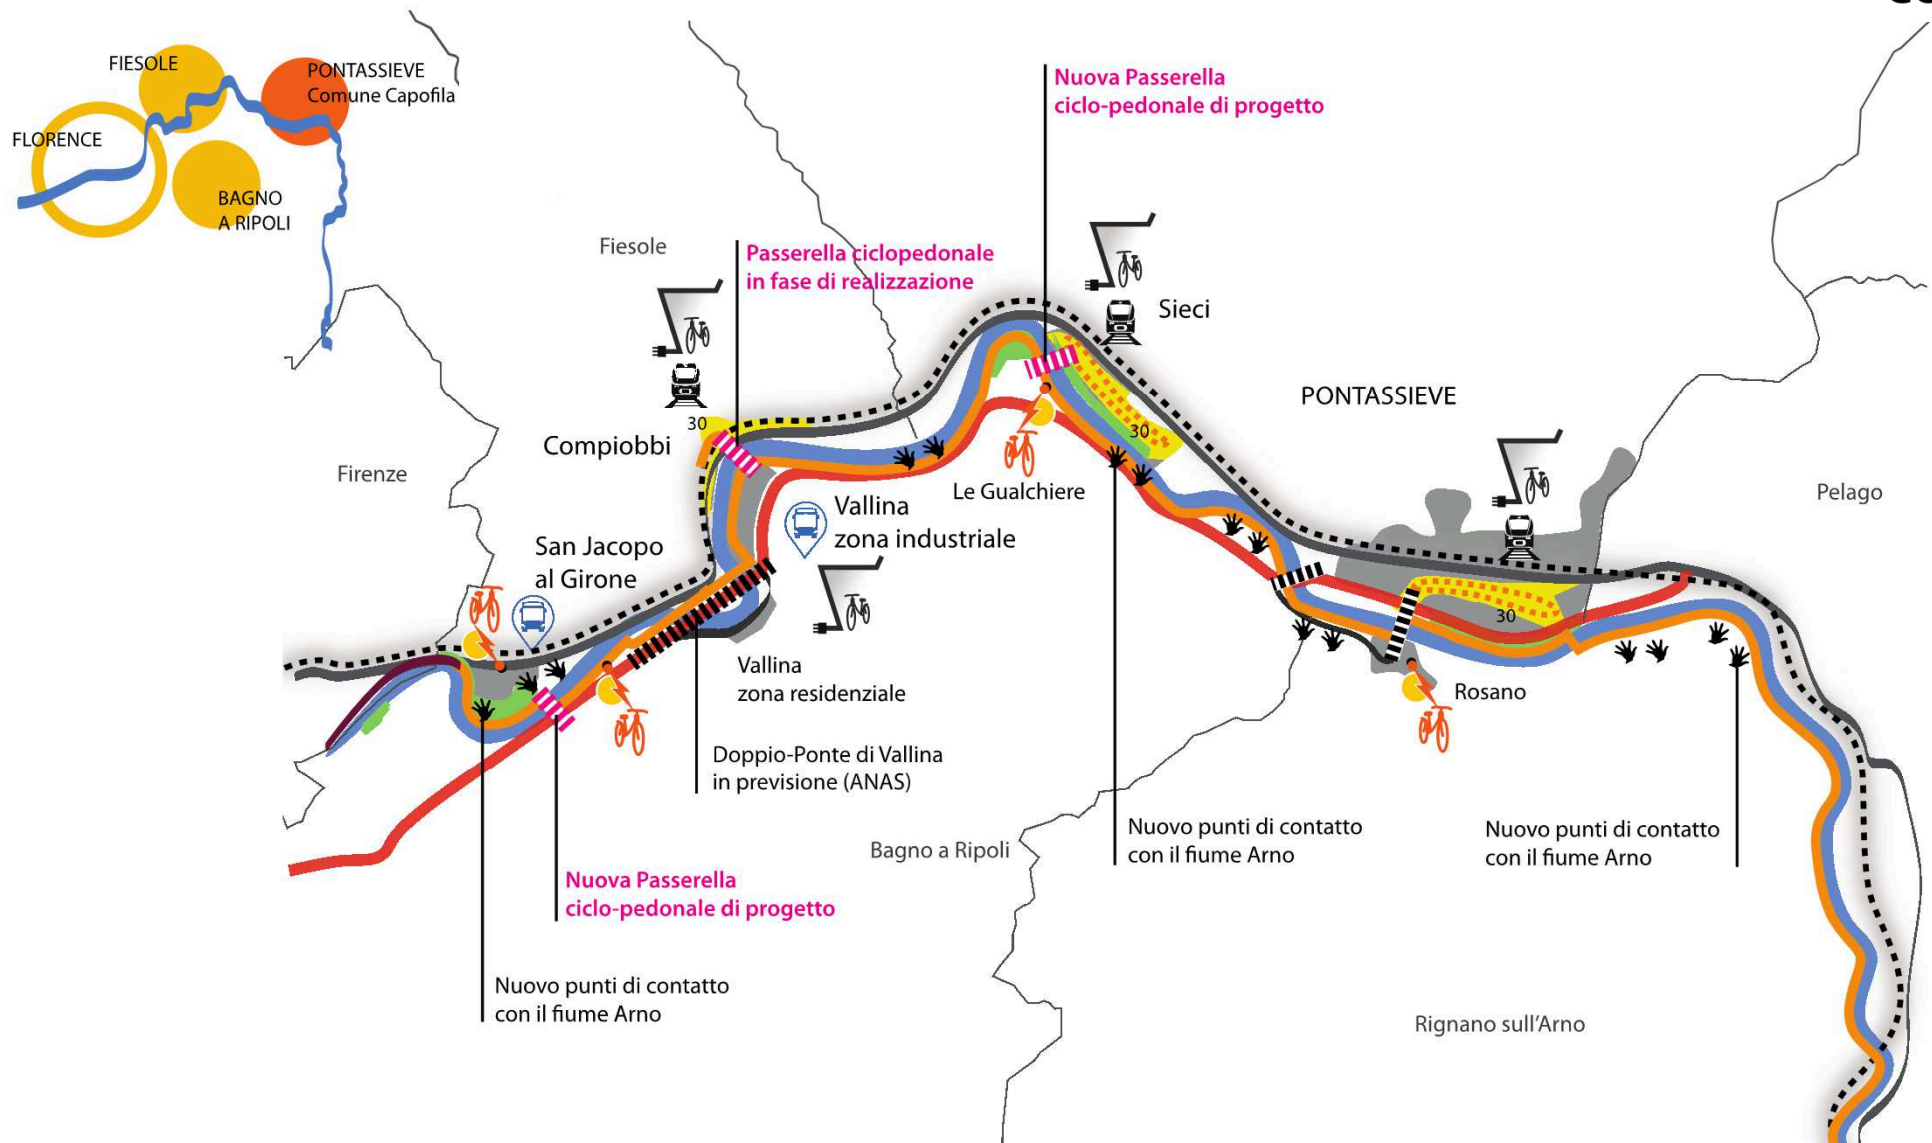 FIESOLE
PONTASSIEVE
Comune Capofila
FLORENCE
BAGNO
A RIPOLI
Nuova Passerella
ciclo-pedonale di progetto
Fiesole
Passerella ciclopedonale
in fase di realizzazione
Sieci
PONTASSIEVE
30
Compiobbi
30
Firenze
Le Gualchiere
Pelago
Vallina
zona industriale
San Jacopo
al Girone
30
Vallina
zona residenziale
Rosano
Doppio-Ponte di Vallina
in previsione (ANAS)
Bagno a Ripoli
Nuovo punti di contatto
con il fiume Arno
Nuovo punti di contatto
con il fiume Arno
Nuova Passerella
ciclo-pedonale di progetto
Nuovo punti di contatto
con il fiume Arno
Rignano sull'Arno